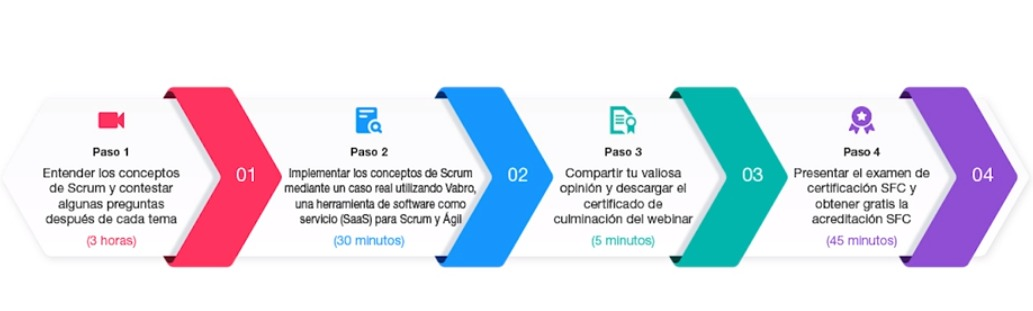 Paso 1
Entender los conceptos
de Scrum y contestar
algunas preguntas
después de cada tema
(3 horas)
01
Paso 2
Implementar los conceptos de Scrum
mediante un caso real utilizando Vabro,
una herramienta de software como
servicio (SaaS) para Scrum y Ágil
(30 minutos)
02
Paso 3
Compartir tu valiosa
opinión y descargar el
certificado de
culminación del webinar
(5 minutos)
03
Paso 4
Presentar el examen de
certificación SFC y
obtener gratis la
acreditación SFC
(45 minutos)
04